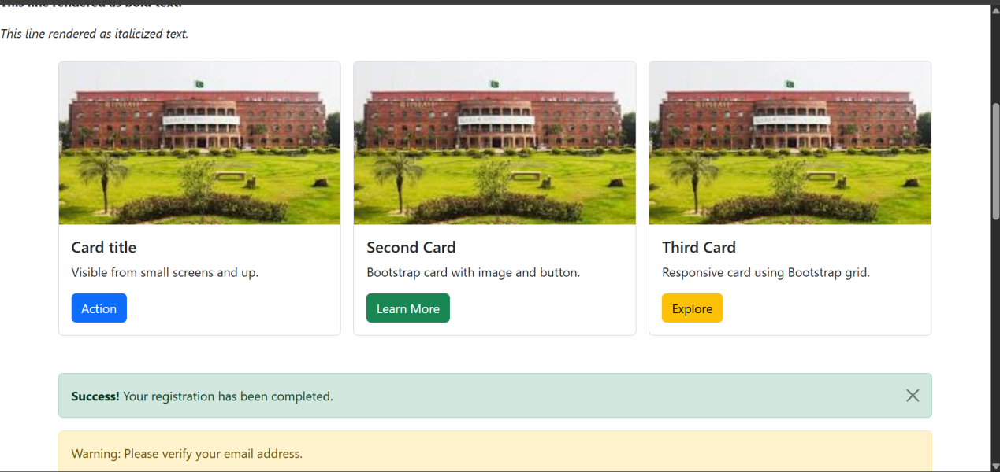 This line rendered as bold text.
This line rendered as italicized text.
Card title
Visible from small screens and up.
Action
Second Card
Bootstrap card with image and button.
Learn More
Third Card
Responsive card using Bootstrap grid.
Explore
Success! Your registration has been completed.
Warning: Please verify your email address.